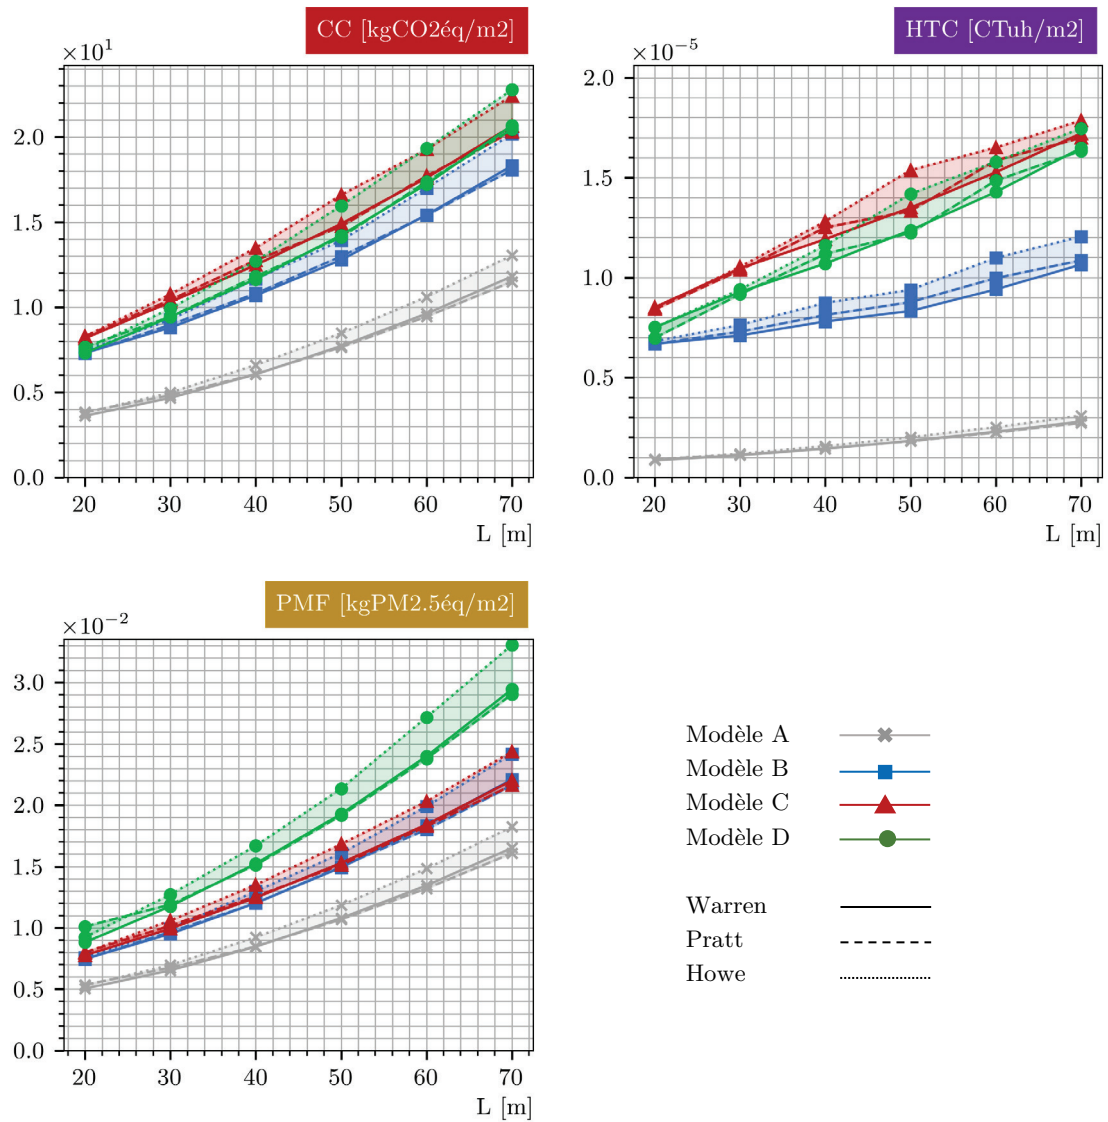 CC [kgCO2éq/m2]
×10¹
2.0
1.5
1.0
0.5
0.0
20 30 40 50 60 70
L [m]
HTC [CTuh/m2]
×10⁻⁵
2.0
1.5
1.0
0.5
0.0
20 30 40 50 60 70
L [m]
PMF [kgPM2.5éq/m2]
×10⁻²
3.0
2.5
2.0
1.5
1.0
0.5
0.0
20 30 40 50 60 70
L [m]
Modèle A
Modèle B
Modèle C
Modèle D
Warren
Pratt
Howe